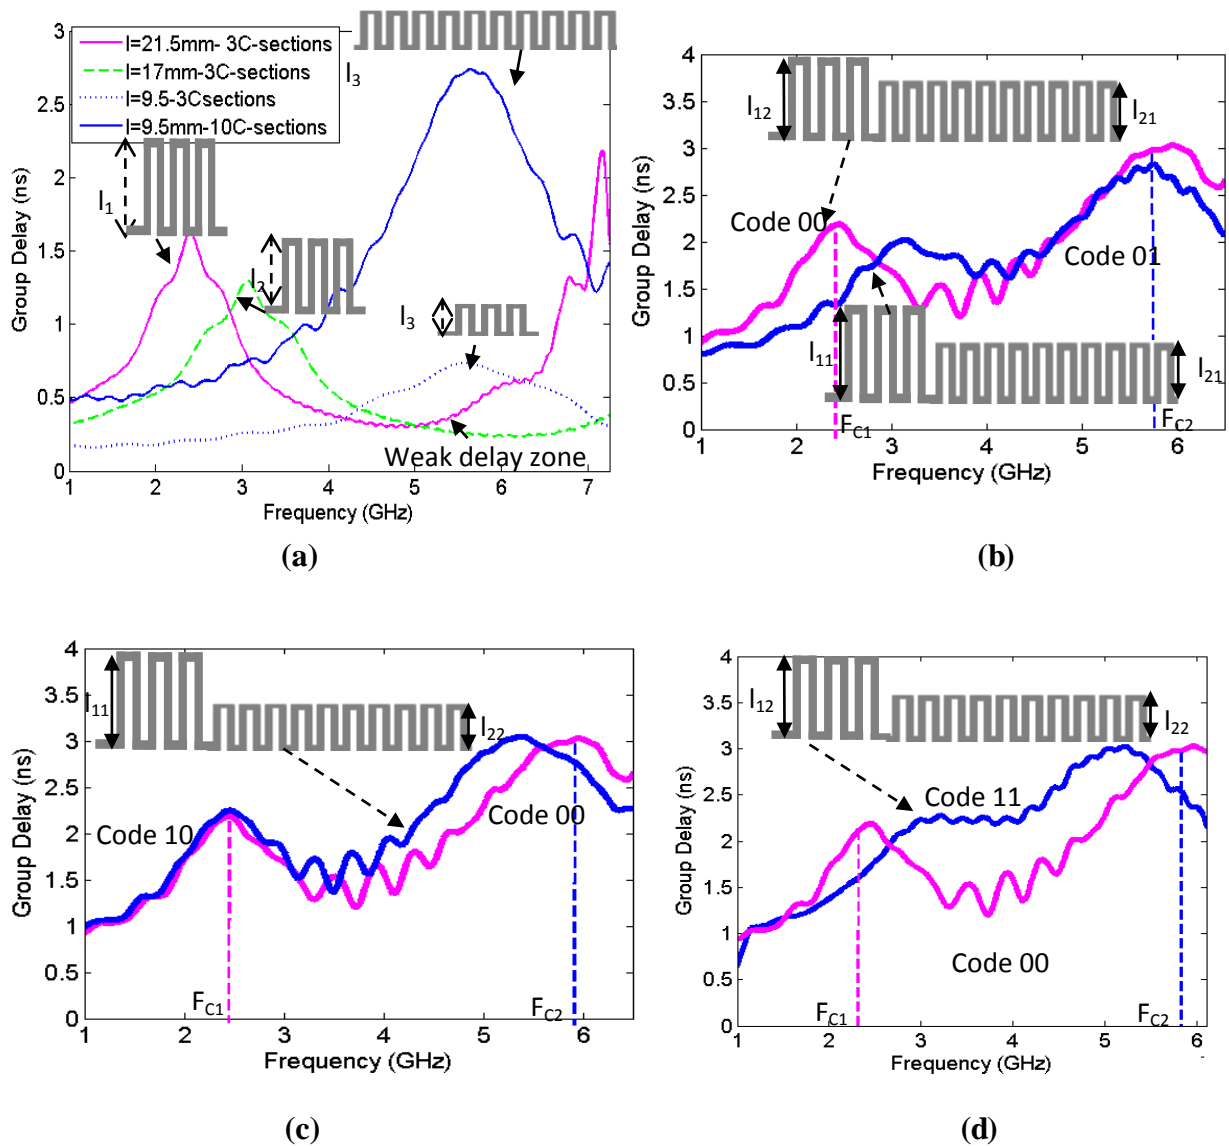 3
2.5
2
1.5
1
0.5
0
Group Delay (ns)
l=21.5mm- 3C-sections
l=17mm-3C-sections
l=9.5-3Csections
l=9.5mm-10C-sections
l3
l1
l2
l3
Weak delay zone
1 2 3 4 5 6 7
Frequency (GHz)
(a)
4
3.5
3
2.5
2
1.5
1
0.5
0
Group Delay (ns)
l12
l21
Code 00
Code 01
l11
l21
FC1
FC2
1 2 3 4 5 6
Frequency (GHz)
(b)
4
3.5
3
2.5
2
1.5
1
0.5
0
Group Delay (ns)
l11
l22
Code 10
Code 00
FC1
FC2
1 2 3 4 5 6
Frequency (GHz)
(c)
4
3.5
3
2.5
2
1.5
1
0.5
0
Group Delay (ns)
l12
l22
Code 11
Code 00
FC1
FC2
1 2 3 4 5 6
Frequency (GHz)
(d)